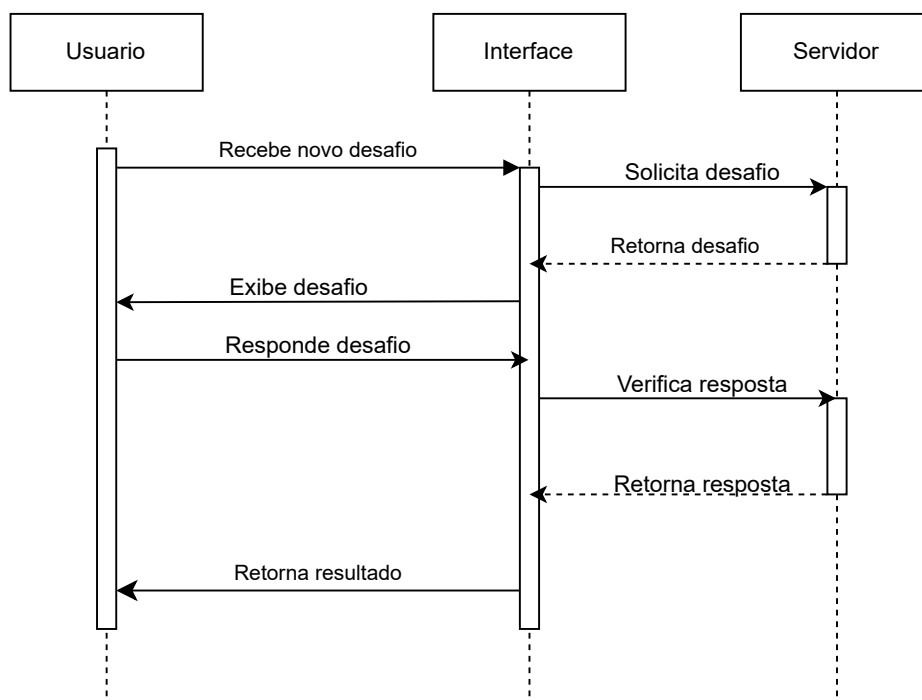 Usuario
Interface
Servidor
Recebe novo desafio
Solicita desafio
Retorna desafio
Exibe desafio
Responde desafio
Verifica resposta
Retorna resposta
Retorna resultado